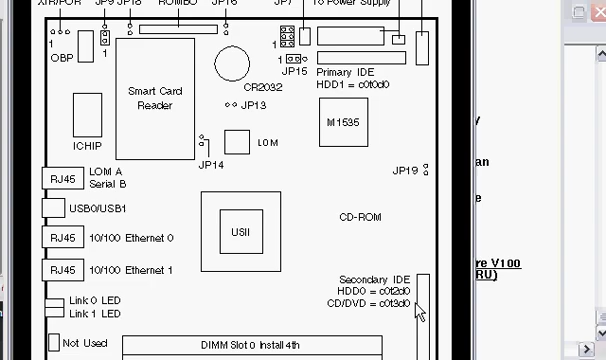 XIR/POR JP9 JP18 ROMBO JP16 JP7 To Power Supply
1
OBP
1
1
JP15
Smart Card
Reader
CR2032
Primary IDE
HDD1 = c0t0d0
JP13
M1535
ICHIP
LOM
JP14
JP19
RJ45
LOM A
Serial B
USB0/USB1
CD-ROM
RJ45
10/100 Ethernet 0
USII
RJ45
10/100 Ethernet 1
Secondary IDE
HDD0 = c0t2d0
CD/DVD = c0t3d0
Link 0 LED
Link 1 LED
Not Used
DIMM Slot 0 Install 4th
an
e
re V100
RU)